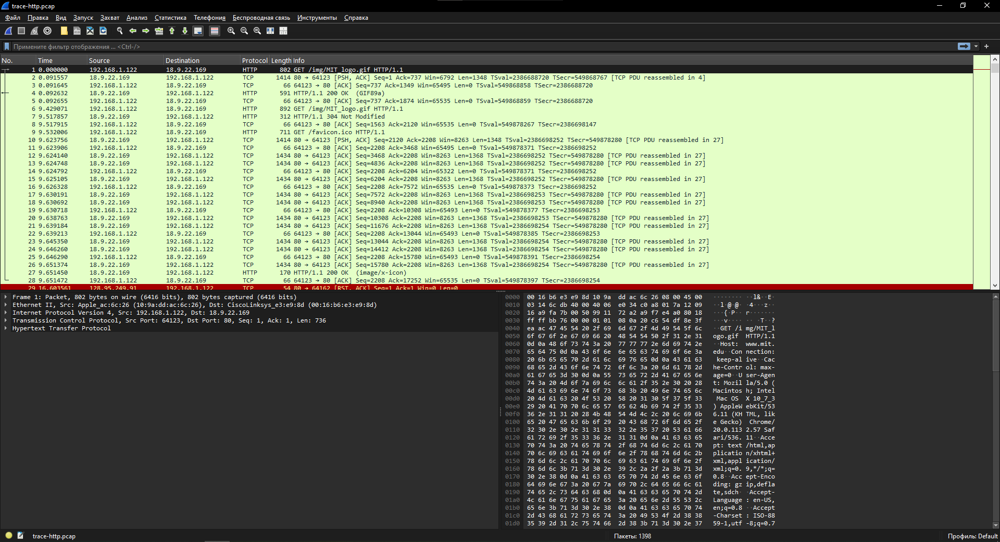 trace-http.pcap
Файл Правка Вид Запуск Захват Анализ Статистика Телефония Беспроводная связь Инструменты Справка
Примените фильтр отображения ... <Ctrl-/>
No. Time Source Destination Protocol Length Info
1 0.000000 192.168.1.122 18.9.22.169 HTTP 802 GET /img/MIT_logo.gif HTTP/1.1
2 0.091557 18.9.22.169 192.168.1.122 TCP 1414 80 → 64123 [PSH, ACK] Seq=1 Ack=737 Win=6792 Len=1348 TSval=2386688720 TSecr=549868767 [TCP PDU reassembled in 4]
3 0.091645 192.168.1.122 18.9.22.169 TCP 66 64123 → 80 [ACK] Seq=737 Ack=1349 Win=65495 Len=0 TSval=549868858 TSecr=2386688720
4 0.092632 18.9.22.169 192.168.1.122 HTTP 591 HTTP/1.1 200 OK  (GIF89a)
5 0.092655 192.168.1.122 18.9.22.169 TCP 66 64123 → 80 [ACK] Seq=737 Ack=1874 Win=65535 Len=0 TSval=549868859 TSecr=2386688720
6 9.429071 192.168.1.122 18.9.22.169 HTTP 892 GET /img/MIT_logo.gif HTTP/1.1
7 9.517857 18.9.22.169 192.168.1.122 HTTP 312 HTTP/1.1 304 Not Modified
8 9.517915 192.168.1.122 18.9.22.169 TCP 66 64123 → 80 [ACK] Seq=1563 Ack=2120 Win=65535 Len=0 TSval=549878267 TSecr=2386698147
9 9.532006 192.168.1.122 18.9.22.169 HTTP 711 GET /favicon.ico HTTP/1.1
10 9.623756 18.9.22.169 192.168.1.122 TCP 1414 80 → 64123 [PSH, ACK] Seq=2120 Ack=2208 Win=8263 Len=1348 TSval=2386698252 TSecr=549878280 [TCP PDU reassembled in 27]
11 9.623906 192.168.1.122 18.9.22.169 TCP 66 64123 → 80 [ACK] Seq=2208 Ack=3468 Win=65495 Len=0 TSval=549878371 TSecr=2386698252
12 9.624140 18.9.22.169 192.168.1.122 TCP 1434 80 → 64123 [ACK] Seq=3468 Ack=2208 Win=8263 Len=1368 TSval=2386698252 TSecr=549878280 [TCP PDU reassembled in 27]
13 9.624748 18.9.22.169 192.168.1.122 TCP 1434 80 → 64123 [ACK] Seq=4836 Ack=2208 Win=8263 Len=1368 TSval=2386698252 TSecr=549878280 [TCP PDU reassembled in 27]
14 9.624792 192.168.1.122 18.9.22.169 TCP 66 64123 → 80 [ACK] Seq=2208 Ack=6204 Win=65322 Len=0 TSval=549878371 TSecr=2386698252
15 9.625105 18.9.22.169 192.168.1.122 TCP 1434 80 → 64123 [ACK] Seq=6204 Ack=2208 Win=8263 Len=1368 TSval=2386698252 TSecr=549878280 [TCP PDU reassembled in 27]
16 9.626328 192.168.1.122 18.9.22.169 TCP 66 64123 → 80 [ACK] Seq=2208 Ack=7572 Win=65535 Len=0 TSval=549878373 TSecr=2386698252
17 9.630191 18.9.22.169 192.168.1.122 TCP 1434 80 → 64123 [ACK] Seq=7572 Ack=2208 Win=8263 Len=1368 TSval=2386698253 TSecr=549878280 [TCP PDU reassembled in 27]
18 9.630692 18.9.22.169 192.168.1.122 TCP 1434 80 → 64123 [ACK] Seq=8940 Ack=2208 Win=8263 Len=1368 TSval=2386698253 TSecr=549878280 [TCP PDU reassembled in 27]
19 9.630718 192.168.1.122 18.9.22.169 TCP 66 64123 → 80 [ACK] Seq=2208 Ack=10308 Win=65493 Len=0 TSval=549878377 TSecr=2386698253
20 9.638763 18.9.22.169 192.168.1.122 TCP 1434 80 → 64123 [ACK] Seq=10308 Ack=2208 Win=8263 Len=1368 TSval=2386698253 TSecr=549878280 [TCP PDU reassembled in 27]
21 9.639184 18.9.22.169 192.168.1.122 TCP 1434 80 → 64123 [ACK] Seq=11676 Ack=2208 Win=8263 Len=1368 TSval=2386698254 TSecr=549878280 [TCP PDU reassembled in 27]
22 9.639213 192.168.1.122 18.9.22.169 TCP 66 64123 → 80 [ACK] Seq=2208 Ack=13044 Win=65493 Len=0 TSval=549878385 TSecr=2386698253
23 9.645350 18.9.22.169 192.168.1.122 TCP 1434 80 → 64123 [ACK] Seq=13044 Ack=2208 Win=8263 Len=1368 TSval=2386698254 TSecr=549878280 [TCP PDU reassembled in 27]
24 9.646260 18.9.22.169 192.168.1.122 TCP 1434 80 → 64123 [ACK] Seq=14412 Ack=2208 Win=8263 Len=1368 TSval=2386698254 TSecr=549878280 [TCP PDU reassembled in 27]
25 9.646290 192.168.1.122 18.9.22.169 TCP 66 64123 → 80 [ACK] Seq=2208 Ack=15780 Win=65493 Len=0 TSval=549878391 TSecr=2386698254
26 9.651374 18.9.22.169 192.168.1.122 TCP 1434 80 → 64123 [ACK] Seq=15780 Ack=2208 Win=8263 Len=1368 TSval=2386698254 TSecr=549878280 [TCP PDU reassembled in 27]
27 9.651450 18.9.22.169 192.168.1.122 HTTP 170 HTTP/1.1 200 OK  (image/x-icon)
28 9.651472 192.168.1.122 18.9.22.169 TCP 66 64123 → 80 [ACK] Seq=2208 Ack=17252 Win=65535 Len=0 TSval=549878397 TSecr=2386698254
29 16.603561 128.95.249.91 192.168.1.122 TCP 54 80 → 64162 [RST, ACK] Seq=1 Ack=1 Win=0 Len=0
Frame 1: Packet, 802 bytes on wire (6416 bits), 802 bytes captured (6416 bits)
Ethernet II, Src: Apple_ac:6c:26 (10:9a:dd:ac:6c:26), Dst: CiscoLinksys_e3:e9:8d (00:16:b6:e3:e9:8d)
Internet Protocol Version 4, Src: 192.168.1.122, Dst: 18.9.22.169
Transmission Control Protocol, Src Port: 64123, Dst Port: 80, Seq: 1, Ack: 1, Len: 736
Hypertext Transfer Protocol
0000 00 16 b6 e3 e9 8d 10 9a dd ac 6c 26 08 00 45 00 ········ ··l&··E·
0010 03 14 6c db 40 00 40 06 e0 34 c0 a8 01 7a 12 09 ··l·@·@· ·4···z··
0020 16 a9 fa 7b 00 50 99 11 72 a2 a9 f7 e4 a0 80 18 ···{·P·· r·······
0030 ff ff bb 76 00 00 01 01 08 0a 20 c6 54 df 8e 3f ···v···· ·· ·T··?
0040 ea ac 47 45 54 20 2f 69 6d 67 2f 4d 49 54 5f 6c ··GET /i mg/MIT_l
0050 6f 67 6f 2e 67 69 66 20 48 54 54 50 2f 31 2e 31 ogo.gif HTTP/1.1
0060 0d 0a 48 6f 73 74 3a 20 77 77 77 2e 6d 69 74 2e ··Host: www.mit.
0070 65 64 75 0d 0a 43 6f 6e 6e 65 63 74 69 6f 6e 3a edu··Con nection:
0080 20 6b 65 65 70 2d 61 6c 69 76 65 0d 0a 43 61 63 keep-al ive··Cac
0090 68 65 2d 43 6f 6e 74 72 6f 6c 3a 20 6d 61 78 2d he-Contr ol: max-
00a0 61 67 65 3d 30 0d 0a 55 73 65 72 2d 41 67 65 6e age=0··U ser-Agen
00b0 74 3a 20 4d 6f 7a 69 6c 6c 61 2f 35 2e 30 20 28 t: Mozil la/5.0 (
00c0 4d 61 63 69 6e 74 6f 73 68 3b 20 49 6e 74 65 6c Macintos h; Intel
00d0 20 4d 61 63 20 4f 53 20 58 20 31 30 5f 37 5f 33 Mac OS X 10_7_3
00e0 29 20 41 70 70 6c 65 57 65 62 4b 69 74 2f 35 33 ) AppleW ebKit/53
00f0 36 2e 31 31 20 28 4b 48 54 4d 4c 2c 20 6c 69 6b 6.11 (KH TML, lik
0100 65 20 47 65 63 6b 6f 29 20 43 68 72 6f 6d 65 2f e Gecko) Chrome/
0110 32 30 2e 30 2e 31 31 33 32 2e 35 37 20 53 61 66 20.0.113 2.57 Saf
0120 61 72 69 2f 35 33 36 2e 31 31 0d 0a 41 63 63 65 ari/536. 11··Acce
0130 70 74 3a 20 74 65 78 74 2f 68 74 6d 6c 2c 61 70 pt: text /html,ap
0140 70 6c 69 63 61 74 69 6f 6e 2f 78 68 74 6d 6c 2b plicatio n/xhtml+
0150 78 6d 6c 2c 61 70 70 6c 69 63 61 74 69 6f 6e 2f xml,appl ication/
0160 78 6d 6c 3b 71 3d 30 2e 39 2c 2a 2f 2a 3b 71 3d xml;q=0. 9,*/*;q=
0170 30 2e 38 0d 0a 41 63 63 65 70 74 2d 45 6e 63 6f 0.8··Acc ept-Enco
0180 64 69 6e 67 3a 20 67 7a 69 70 2c 64 65 66 6c 61 ding: gz ip,defla
0190 74 65 2c 73 64 63 68 0d 0a 41 63 63 65 70 74 2d te,sdch· ·Accept-
01a0 4c 61 6e 67 75 61 67 65 3a 20 65 6e 2d 55 53 2c Language : en-US,
01b0 65 6e 3b 71 3d 30 2e 38 0d 0a 41 63 63 65 70 74 en;q=0.8 ··Accept
01c0 2d 43 68 61 72 73 65 74 3a 20 49 53 4f 2d 38 38 -Charset : ISO-88
01d0 35 39 2d 31 2c 75 74 66 2d 38 3b 71 3d 30 2e 37 59-1,utf -8;q=0.7
trace-http.pcap Пакеты: 1398 Профиль: Default